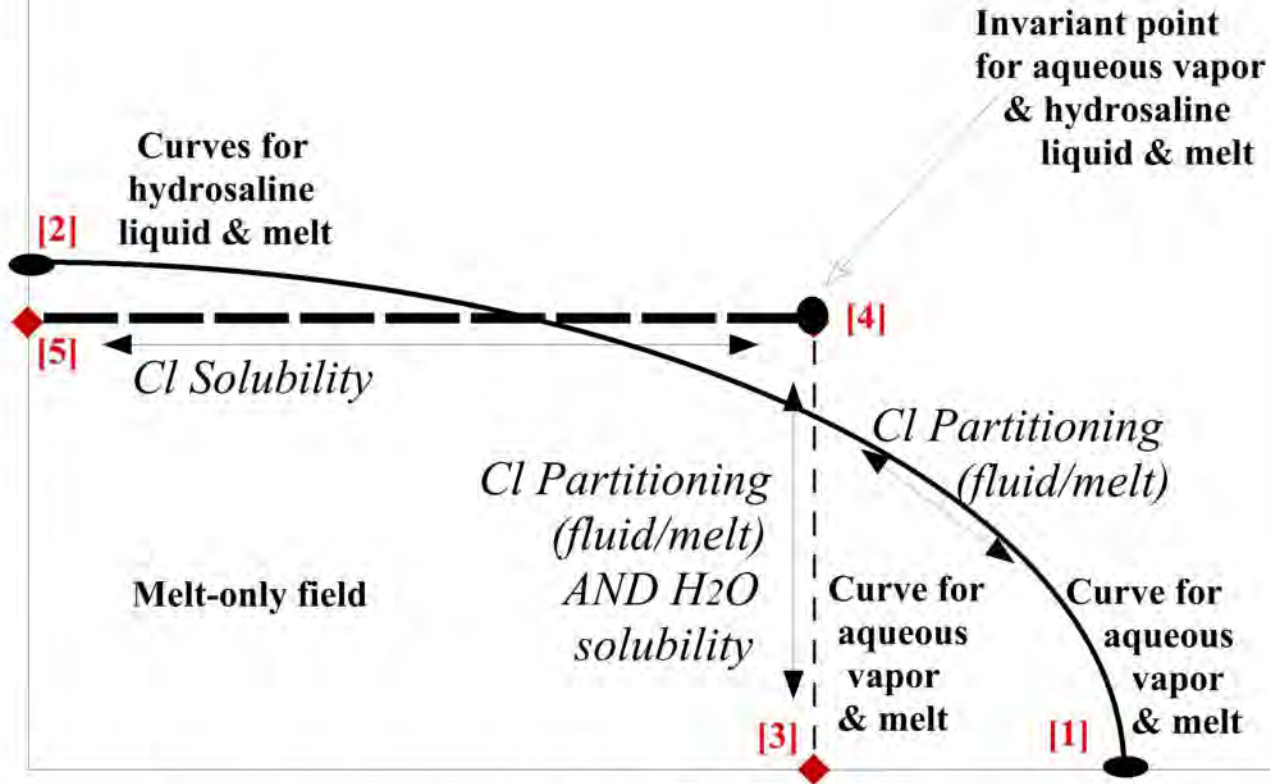 Invariant point
for aqueous vapor
& hydrosaline
liquid & melt
Curves for
hydrosaline
liquid & melt
[2]
[4]
[5]
Cl Solubility
Cl Partitioning
(fluid/melt)
Cl Partitioning
(fluid/melt)
AND H2O
solubility
Melt-only field
Curve for
aqueous
vapor
& melt
Curve for
aqueous
vapor
& melt
[3]
[1]